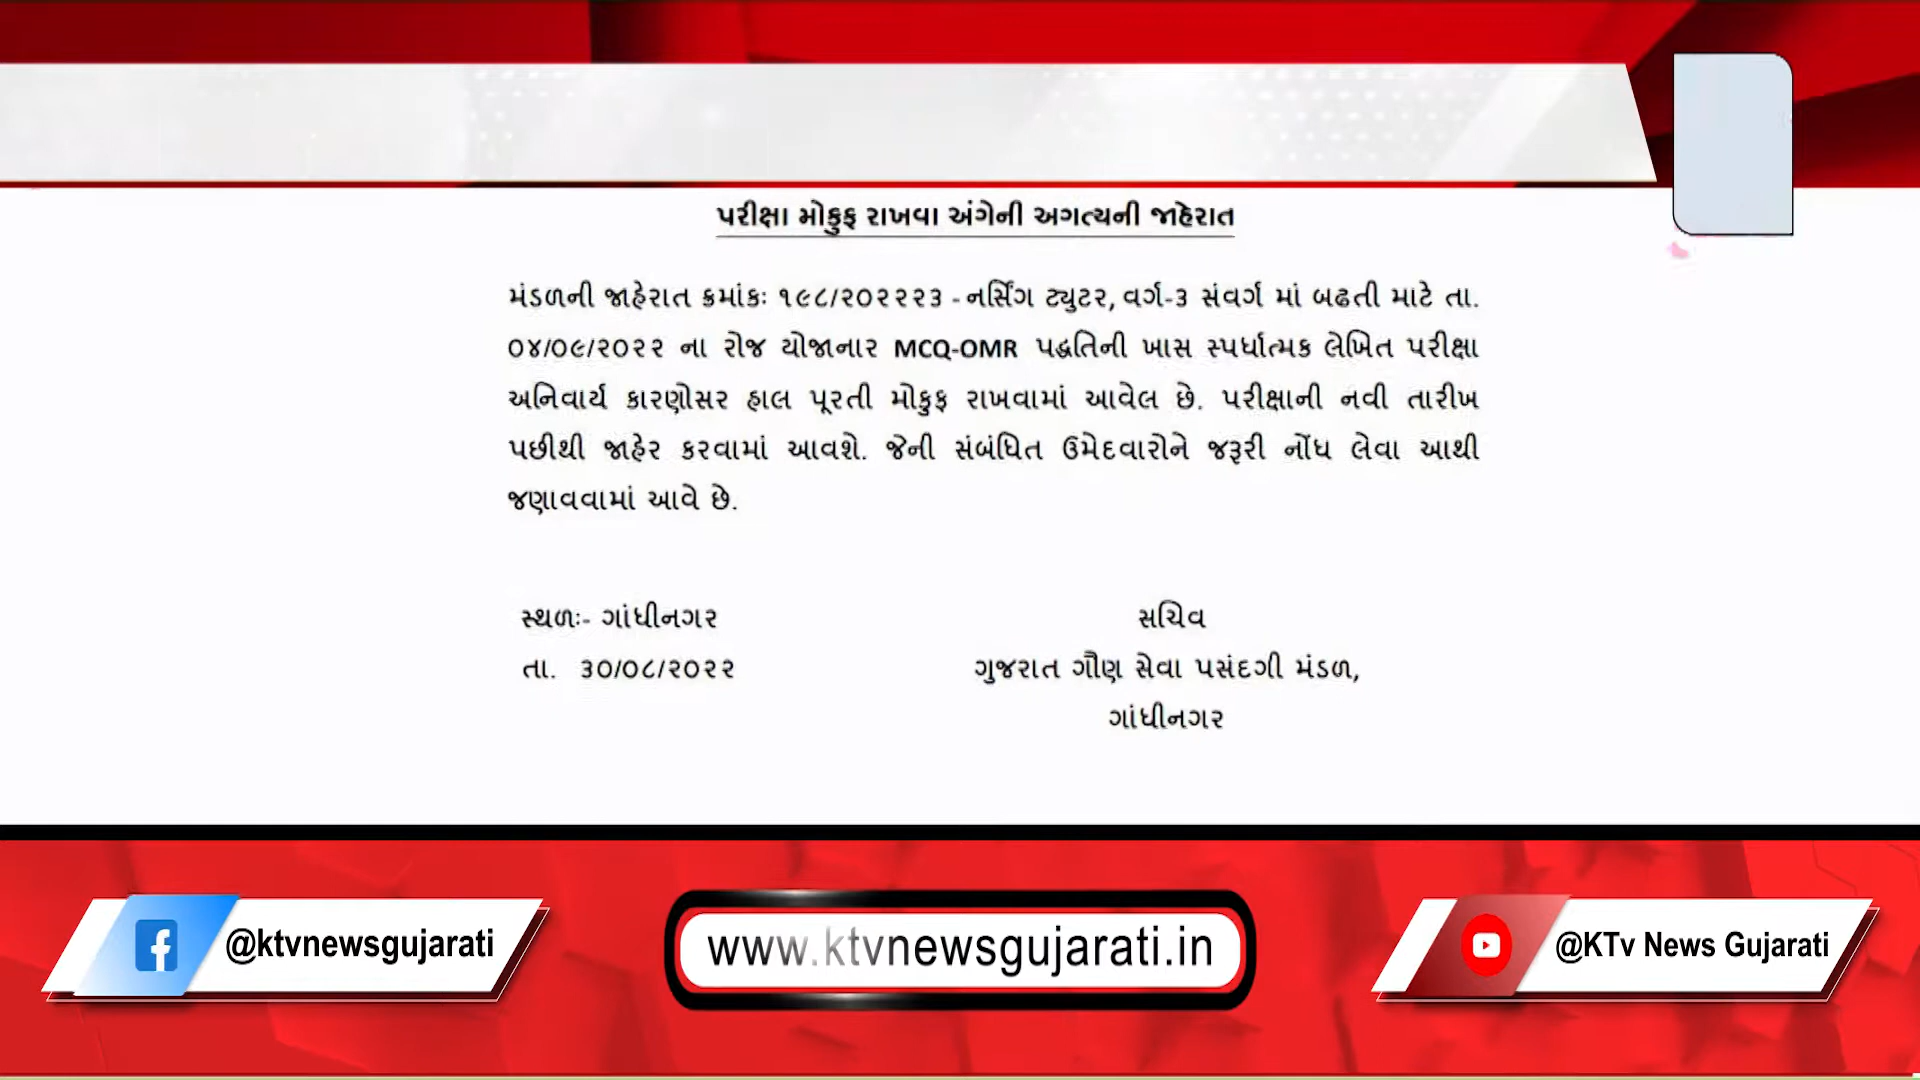 પરીક્ષા મોકુફ રાખવા અંગેની અગત્યની જાહેરાત
મંડળની જાહેરાત ક્રમાંકઃ ૧૯૮/૨૦૨૨૨૩ - નર્સિંગ ટ્યુટર, વર્ગ-૩ સંવર્ગ માં બઢતી માટે તા.
૦૪/૦૯/૨૦૨૨ ના રોજ યોજાનાર MCQ-OMR પદ્ધતિની ખાસ સ્પર્ધાત્મક લેખિત પરીક્ષા
અનિવાર્ય કારણોસર હાલ પૂરતી મોકુફ રાખવામાં આવેલ છે. પરીક્ષાની નવી તારીખ
પછીથી જાહેર કરવામાં આવશે. જેની સંબંધિત ઉમેદવારોને જરૂરી નોંધ લેવા આથી
જણાવવામાં આવે છે.
સ્થળઃ- ગાંધીનગર
તા. ૩૦/૦૮/૨૦૨૨
સચિવ
ગુજરાત ગૌણ સેવા પસંદગી મંડળ,
ગાંધીનગર
@ktvnewsgujarati
www.ktvnewsgujarati.in
@KTv News Gujarati